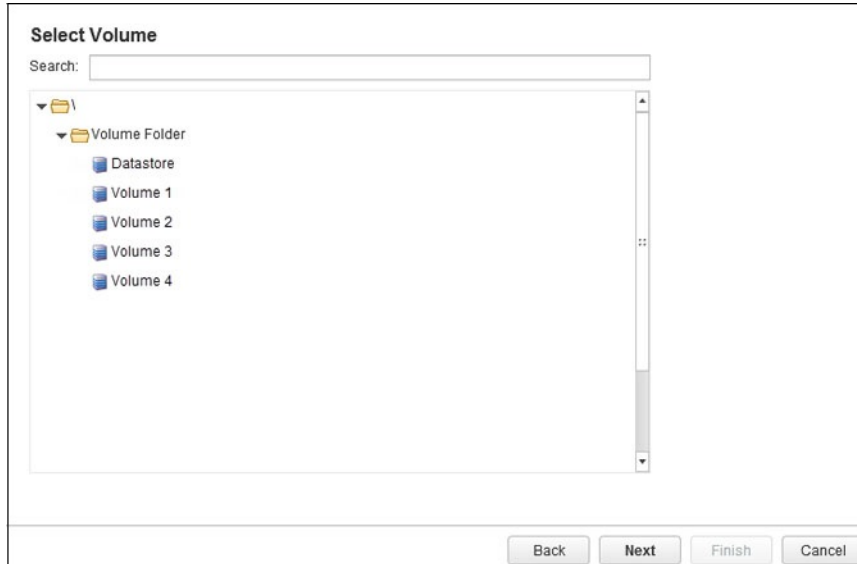 Select Volume
Search:
\
Volume Folder
Datastore
Volume 1
Volume 2
Volume 3
Volume 4
Back Next Finish Cancel